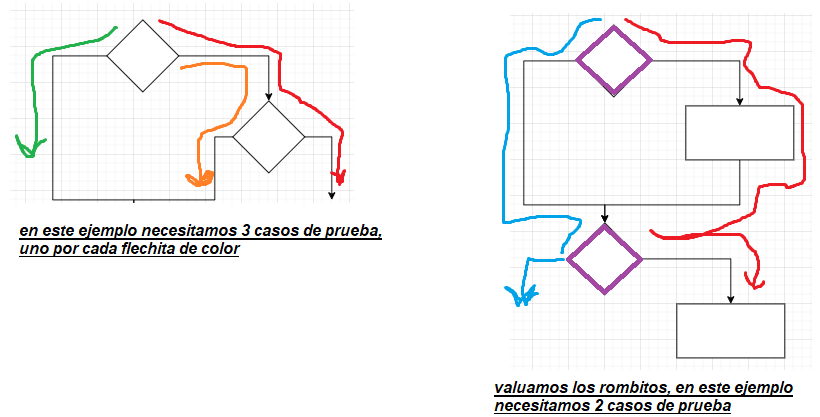 en este ejemplo necesitamos 3 casos de prueba,
uno por cada flechita de color
valuamos los rombitos, en este ejemplo
necesitamos 2 casos de prueba